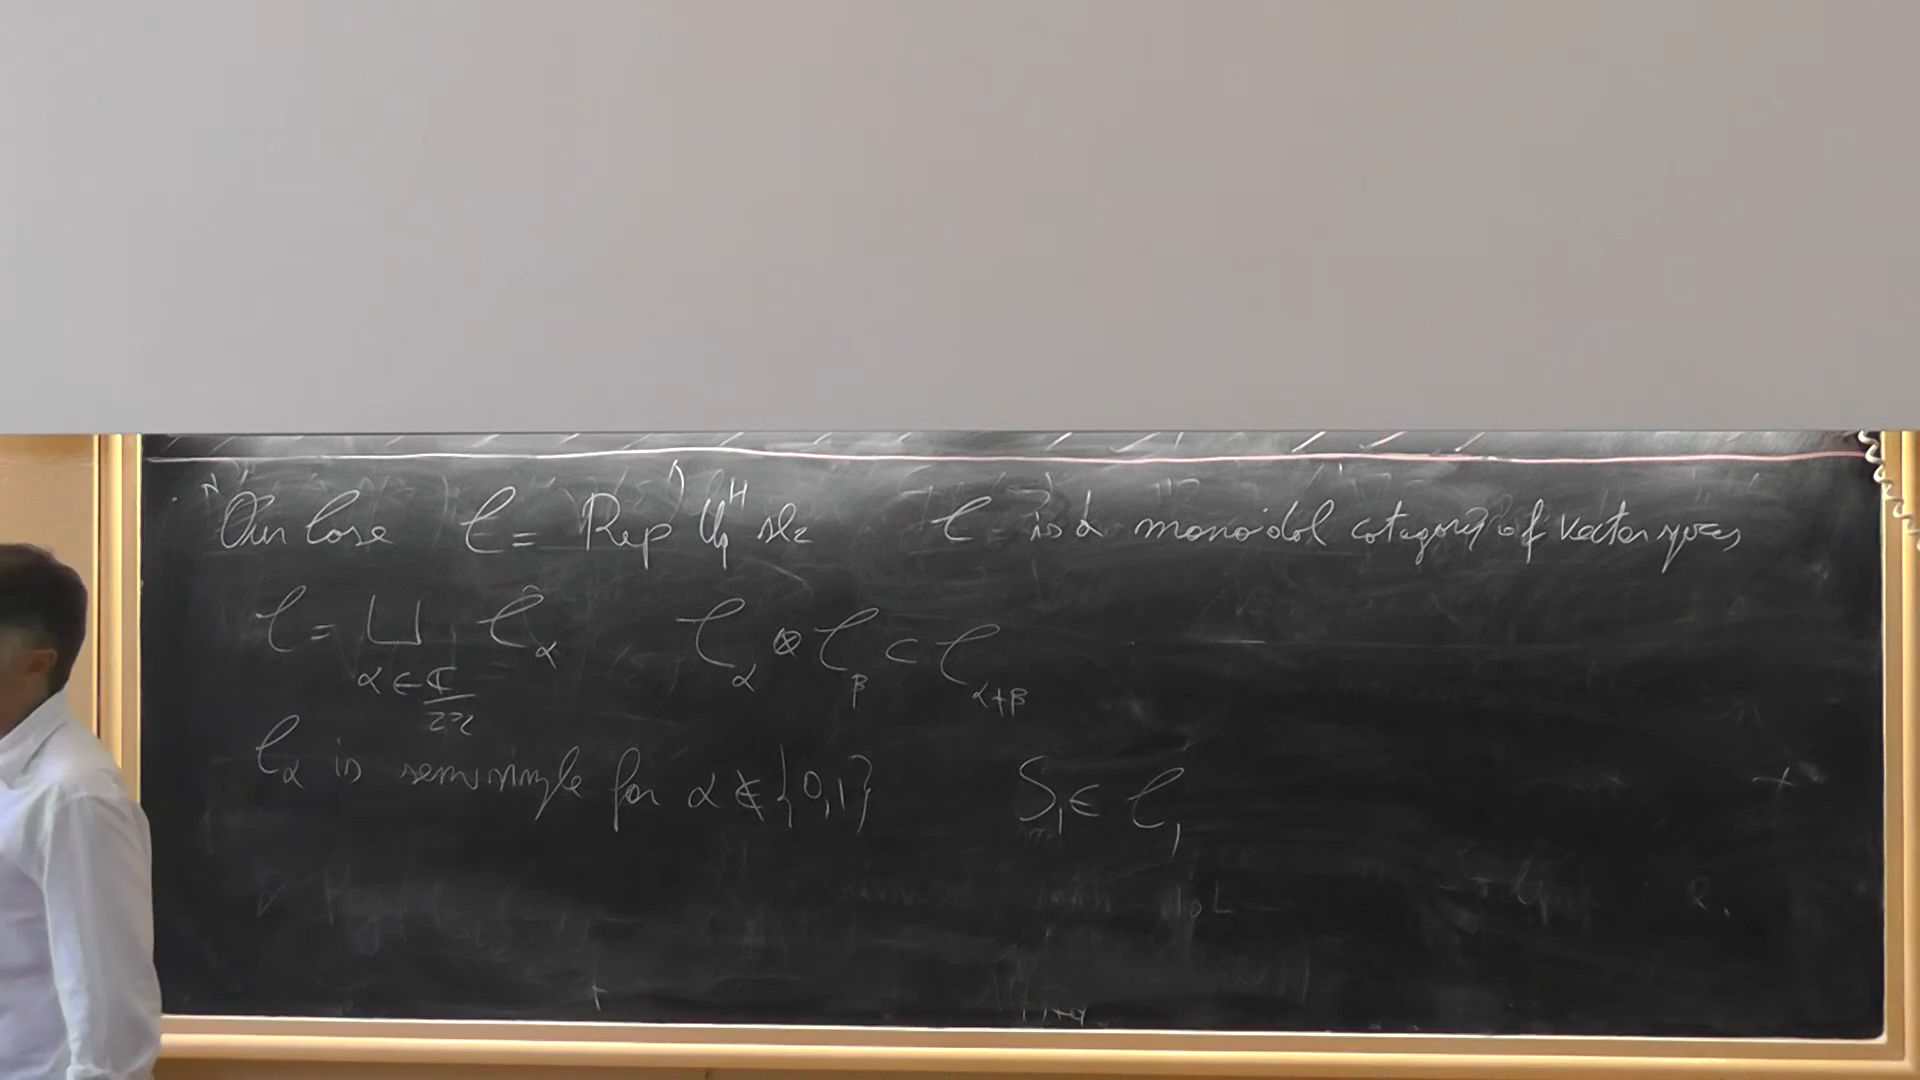 Our Case C = Rep U_q^H sl_2 C is a monoidal category of vector spaces
C = ⊔_{α ∈ ℂ/2ℤ} C_α C_α ⊗ C_β ⊂ C_{α+β}
C_α is semisimple for α ∉ {0,1} S_1 ∈ C_1